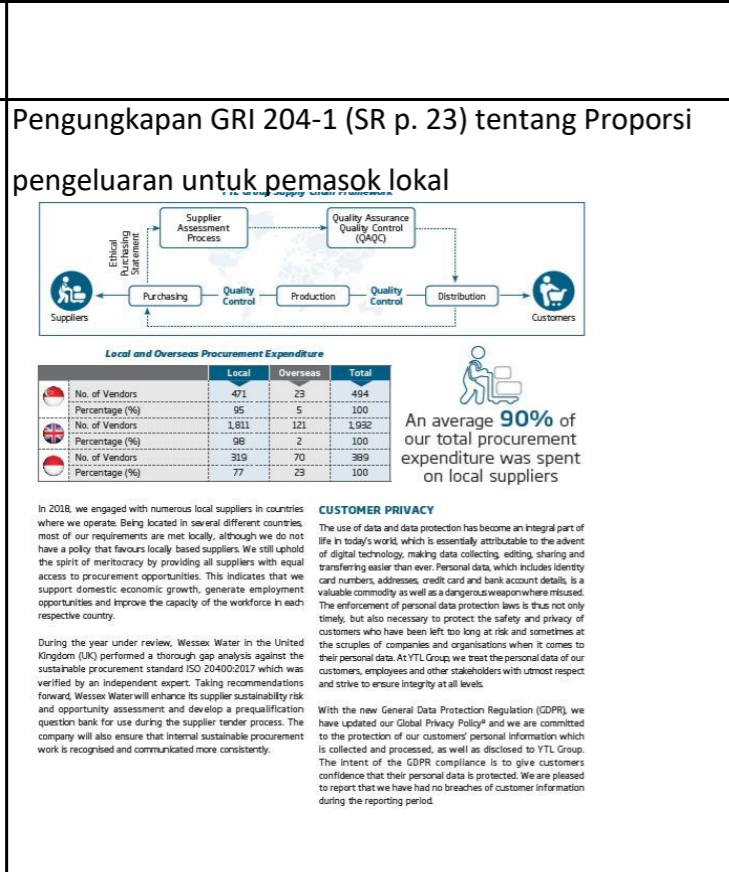 Pengungkapan GRI 204-1 (SR p. 23) tentang Proporsi
pengeluaran untuk pemasok lokal
YTL Group Supply Chain Framework
Supplier
Assessment
Process
Quality Assurance
Quality Control
(QAQC)
Ethical
Purchasing
Statement
Suppliers
Purchasing
Quality
Control
Production
Quality
Control
Distribution
Customers
Local and Overseas Procurement Expenditure
Local Overseas Total
No. of Vendors 471 23 494
Percentage (%) 95 5 100
No. of Vendors 1,811 121 1,932
Percentage (%) 98 2 100
No. of Vendors 319 70 389
Percentage (%) 77 23 100
An average 90% of
our total procurement
expenditure was spent
on local suppliers
In 2018, we engaged with numerous local suppliers in countries
where we operate. Being located in several different countries,
most of our requirements are met locally, although we do not
have a policy that favours locally based suppliers. We still uphold
the spirit of meritocracy by providing all suppliers with equal
access to procurement opportunities. This indicates that we
support domestic economic growth, generate employment
opportunities and improve the capacity of the workforce in each
respective country.
During the year under review, Wessex Water in the United
Kingdom (UK) performed a thorough gap analysis against the
sustainable procurement standard ISO 20400:2017 which was
verified by an independent expert. Taking recommendations
forward, Wessex Water will enhance its supplier sustainability risk
and opportunity assessment and develop a prequalification
question bank for use during the supplier tender process. The
company will also ensure that internal sustainable procurement
work is recognised and communicated more consistently.
CUSTOMER PRIVACY
The use of data and data protection has become an integral part of
life in today's world, which is essentially attributable to the advent
of digital technology, making data collecting, editing, sharing and
transferring easier than ever. Personal data, which includes identity
card numbers, addresses, credit card and bank account details, is a
valuable commodity as well as a dangerous weapon where misused.
The enforcement of personal data protection laws is thus not only
timely, but also necessary to protect the safety and privacy of
customers who have been left too long at risk and sometimes at
the scruples of companies and organisations when it comes to
their personal data. At YTL Group, we treat the personal data of our
customers, employees and other stakeholders with utmost respect
and strive to ensure integrity at all levels.
With the new General Data Protection Regulation (GDPR), we
have updated our Global Privacy Policy and we are committed
to the protection of our customers' personal information which
is collected and processed, as well as disclosed to YTL Group.
The intent of the GDPR compliance is to give customers
confidence that their personal data is protected. We are pleased
to report that we have had no breaches of customer information
during the reporting period.